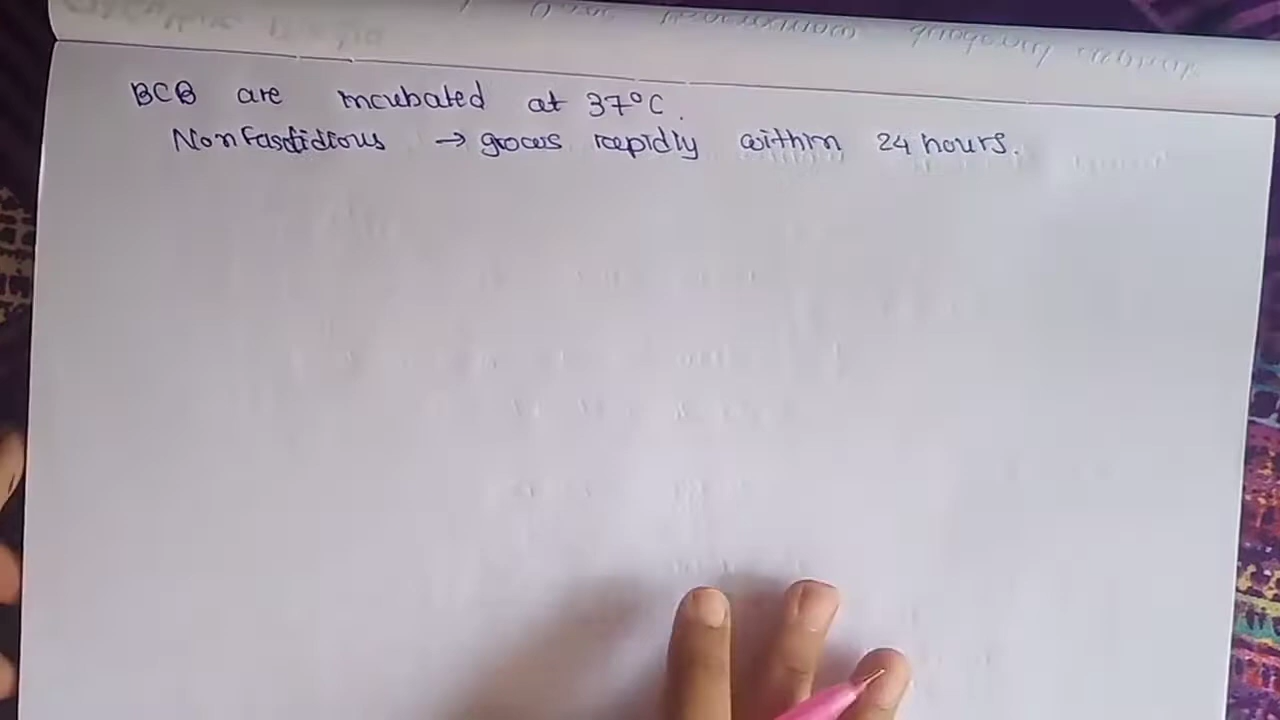 BCB are incubated at 37°C.
Nonfastidious → grows rapidly within 24 hours.